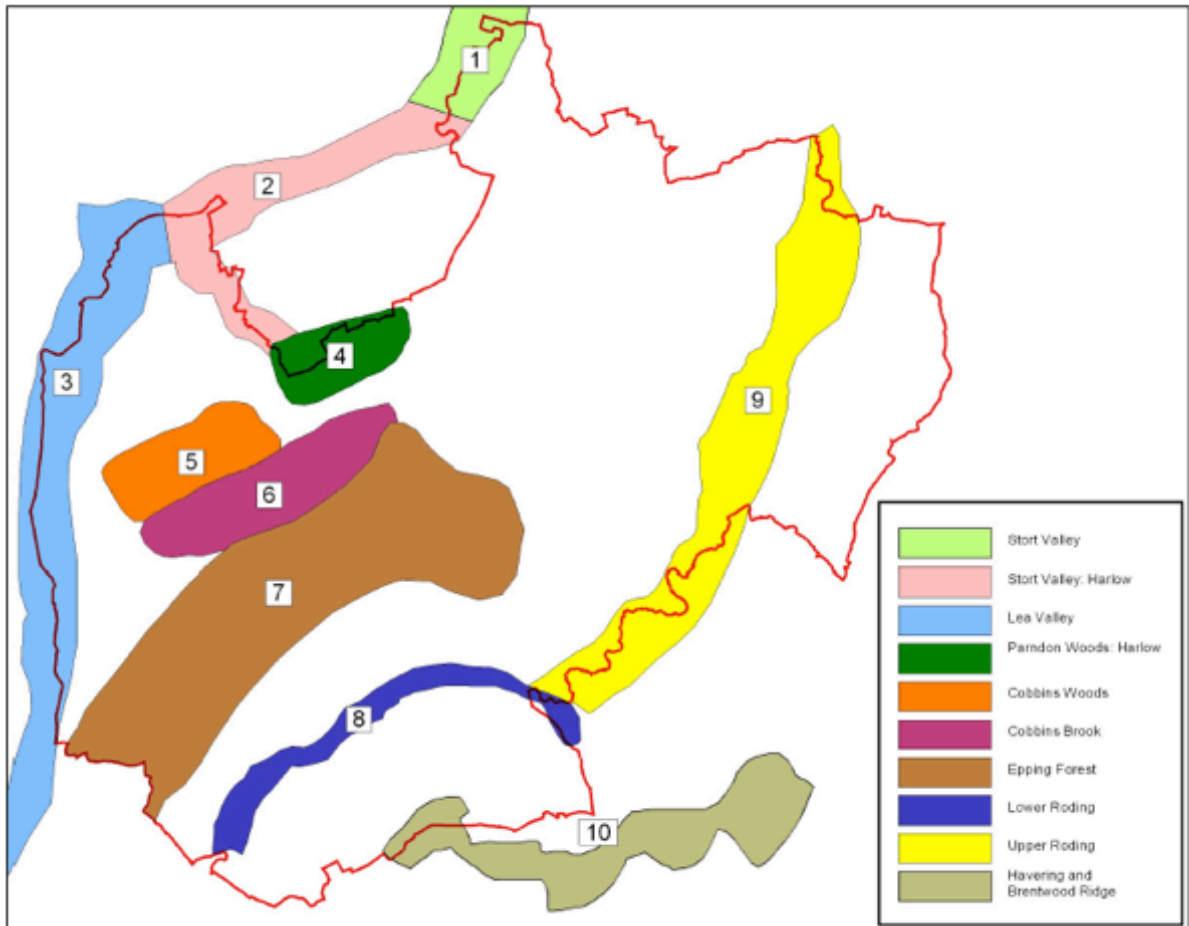 1
2
3
4
5
6
7
8
9
10
Stort Valley
Stort Valley: Harlow
Lea Valley
Parndon Woods: Harlow
Cobbins Woods
Cobbins Brook
Epping Forest
Lower Roding
Upper Roding
Havering and
Brentwood Ridge